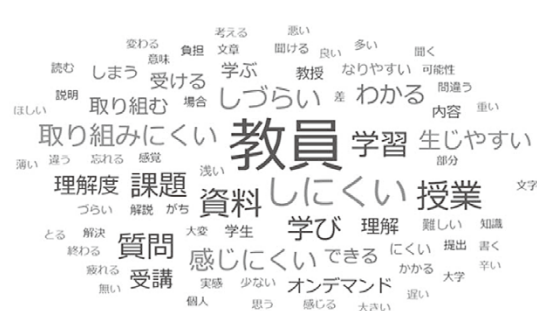 考える 悪い
変わる 負担 文章 聞ける 良い 多い 聞く
意味
読む しまう 受ける 学ぶ 教授 なりやすい 可能性
説明 取り組む 場合 しづらい 差 わかる 間違う
ほしい 内容 重い
取り組みにくい 教員 学習 生じやすい
薄い 違う 忘れる 感覚 浅い 部分
理解度 課題 資料 しにくい 授業 文字
づらい 解説 がち
とる 解決 大変 学生 学び 理解 難しい 知識
終わる 質問 感じにくい できる にくい 提出 書く
疲れる 受講 かかる 辛い
無い 実感 少ない オンデマンド 大学
個人 思う 感じる 大きい 遅い